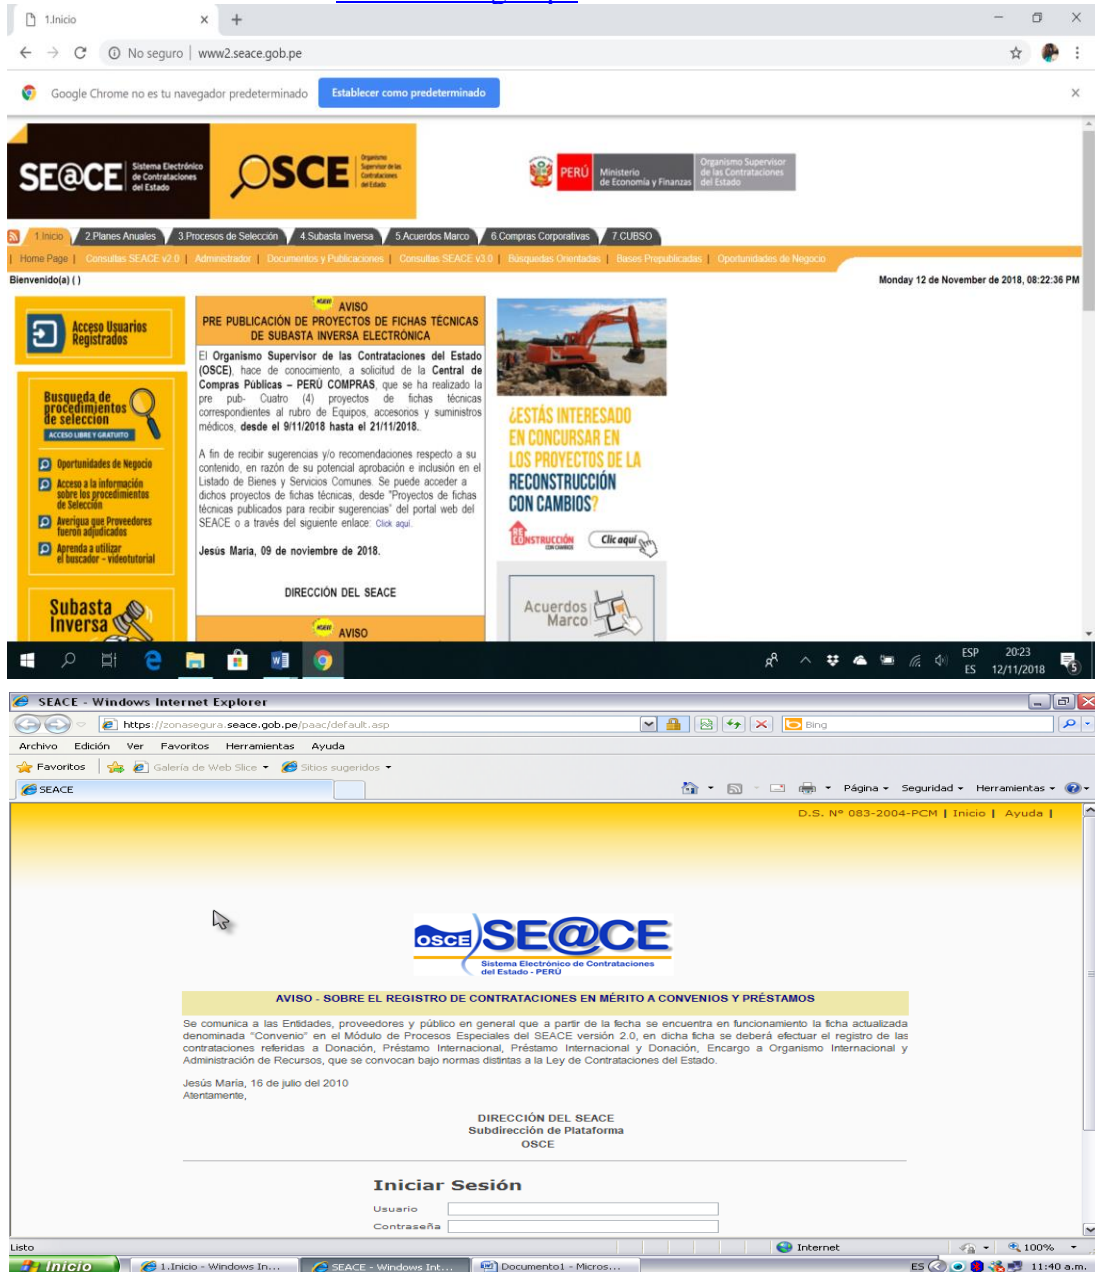 1.Inicio
No seguro | www2.seace.gob.pe
Google Chrome no es tu navegador predeterminado Establecer como predeterminado
SE@CE Sistema Electrónico de Contrataciones del Estado
OSCE Organismo Supervisor de las Contrataciones del Estado
PERÚ Ministerio de Economía y Finanzas Organismo Supervisor de las Contrataciones del Estado
1.Inicio 2.Planes Anuales 3.Procesos de Selección 4.Subasta Inversa 5.Acuerdos Marco 6.Compras Corporativas 7.CUBSO
| Home Page | Consultas SEACE v2.0 | Administrador | Documentos y Publicaciones | Consultas SEACE v3.0 | Búsquedas Orientadas | Bases Prepublicadas | Oportunidades de Negocio
Bienvenido(a) ( ) Monday 12 de November de 2018, 08:22:36 PM
Acceso Usuarios
Registrados
Busqueda de
procedimientos
de seleccion
ACCESO LIBRE Y GRATUITO
Oportunidades de Negocio
Acceso a la información
sobre los procedimientos
de Selección
Averigua que Proveedores
fueron adjudicados
Aprenda a utilizar
el buscador - videotutorial
Subasta
Inversa
AVISO
PRE PUBLICACIÓN DE PROYECTOS DE FICHAS TÉCNICAS
DE SUBASTA INVERSA ELECTRÓNICA
El Organismo Supervisor de las Contrataciones del Estado
(OSCE), hace de conocimiento, a solicitud de la Central de
Compras Públicas – PERÚ COMPRAS, que se ha realizado la
pre pub- Cuatro (4) proyectos de fichas técnicas
correspondientes al rubro de Equipos, accesorios y suministros
médicos, desde el 9/11/2018 hasta el 21/11/2018.
A fin de recibir sugerencias y/o recomendaciones respecto a su
contenido, en razón de su potencial aprobación e inclusión en el
Listado de Bienes y Servicios Comunes. Se puede acceder a
dichos proyectos de fichas técnicas, desde "Proyectos de fichas
técnicas publicados para recibir sugerencias" del portal web del
SEACE o a través del siguiente enlace: Click aquí.
Jesús María, 09 de noviembre de 2018.
DIRECCIÓN DEL SEACE
AVISO
¿ESTÁS INTERESADO
EN CONCURSAR EN
LOS PROYECTOS DE LA
RECONSTRUCCIÓN
CON CAMBIOS?
RECONSTRUCCIÓN
CON CAMBIOS
Clic aquí
Acuerdos
Marco
ESP 20:23
ES 12/11/2018 5
SEACE - Windows Internet Explorer
https://zonasegura.seace.gob.pe/paac/default.asp Bing
Archivo Edición Ver Favoritos Herramientas Ayuda
Favoritos Galería de Web Slice Sitios sugeridos
SEACE Página Seguridad Herramientas
D.S. Nº 083-2004-PCM | Inicio | Ayuda |
OSCE SE@CE
Sistema Electrónico de Contrataciones
del Estado - PERÚ
AVISO - SOBRE EL REGISTRO DE CONTRATACIONES EN MÉRITO A CONVENIOS Y PRÉSTAMOS
Se comunica a las Entidades, proveedores y público en general que a partir de la fecha se encuentra en funcionamiento la ficha actualizada
denominada "Convenio" en el Módulo de Procesos Especiales del SEACE versión 2.0, en dicha ficha se deberá efectuar el registro de las
contrataciones referidas a Donación, Préstamo Internacional, Préstamo Internacional y Donación, Encargo a Organismo Internacional y
Administración de Recursos, que se convocan bajo normas distintas a la Ley de Contrataciones del Estado.
Jesús María, 16 de julio del 2010
Atentamente,
DIRECCIÓN DEL SEACE
Subdirección de Plataforma
OSCE
Iniciar Sesión
Usuario
Contraseña
Listo Internet 100%
Inicio 1.Inicio - Windows In... SEACE - Windows Int... Documento1 - Micros... ES 11:40 a.m.